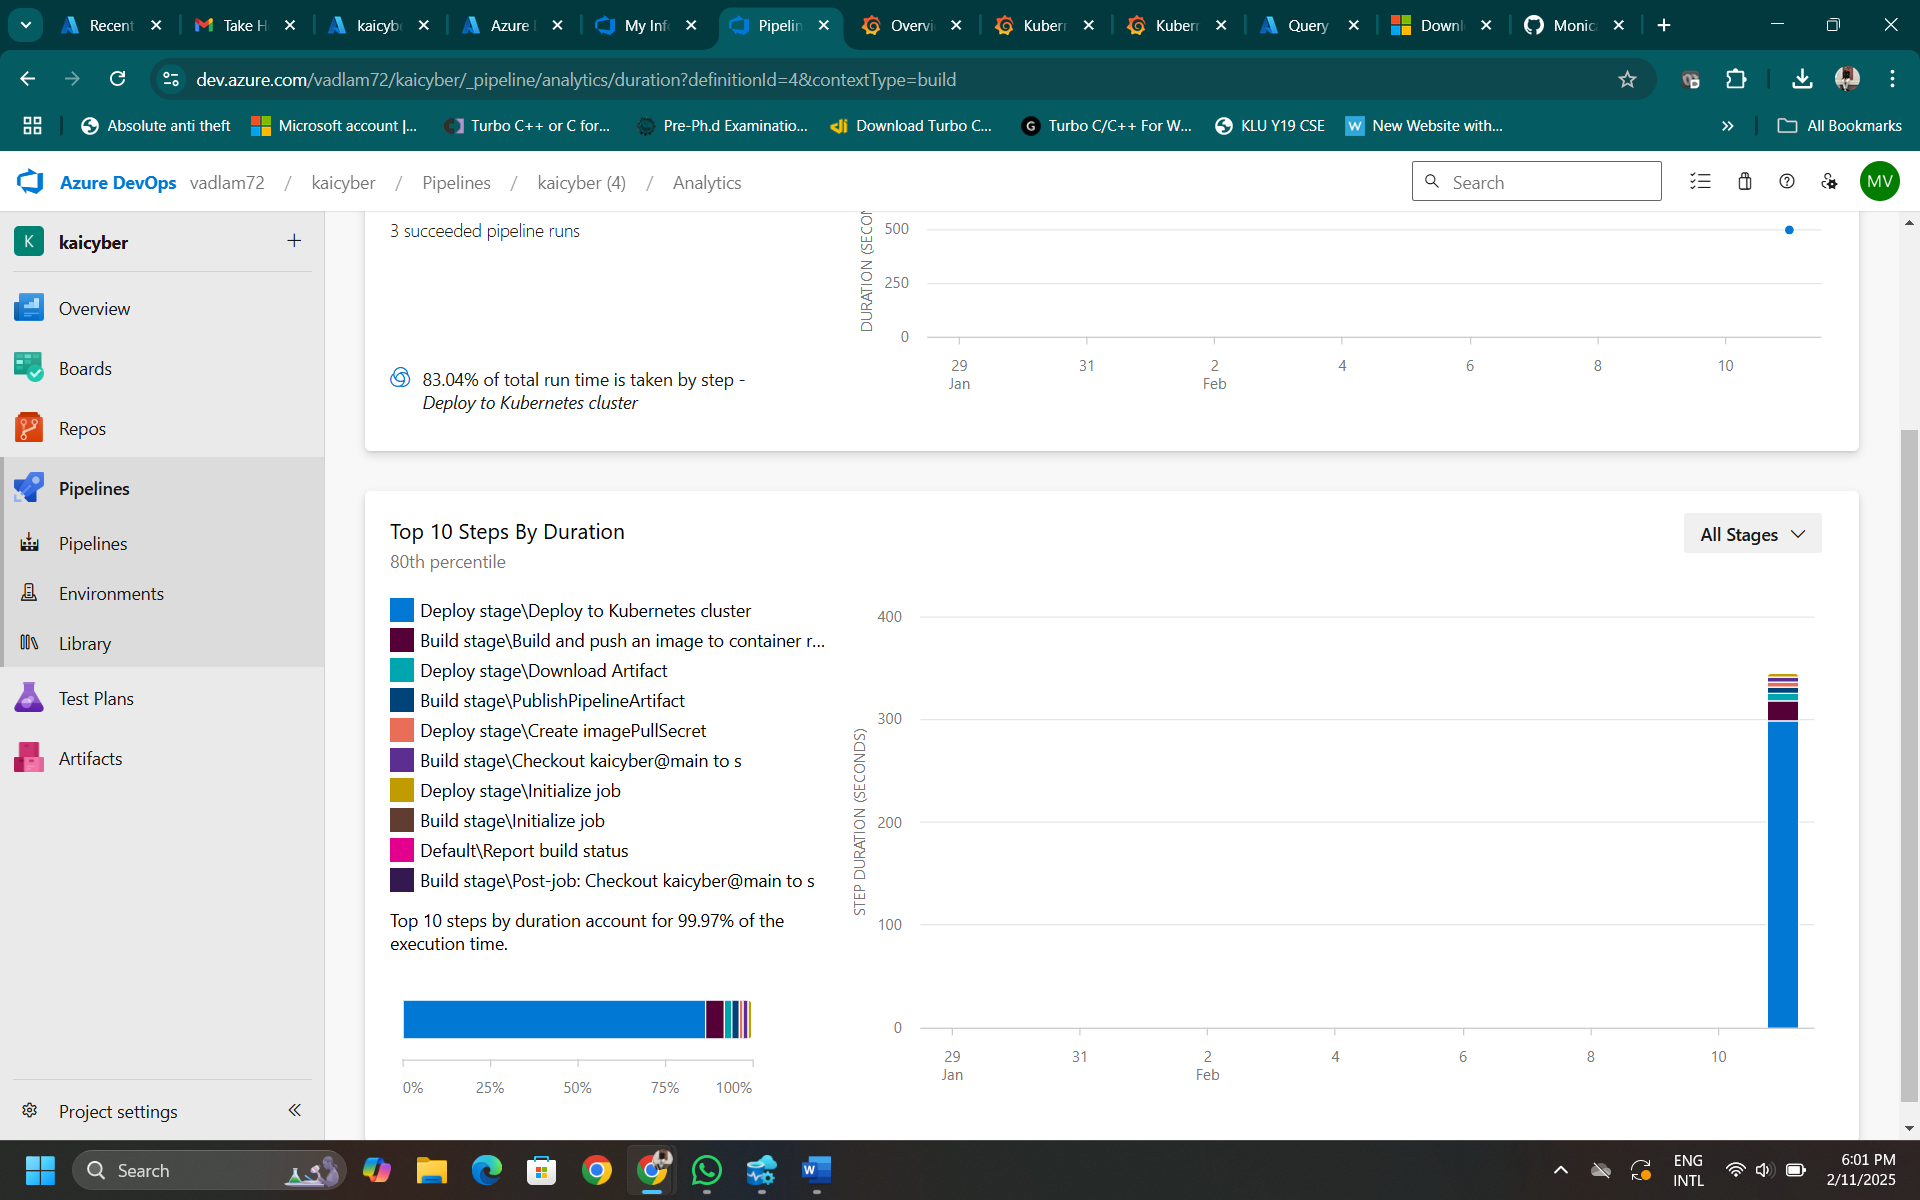 Recent
Take H
kaicybe
Azure
My Inf
Pipelin
Overvi
Kubern
Kubern
Query
Downl
Monica
dev.azure.com/vadlam72/kaicyber/_pipeline/analytics/duration?definitionId=4&contextType=build
Absolute anti theft
Microsoft account |...
Turbo C++ or C for...
Pre-Ph.d Examinatio...
Download Turbo C...
Turbo C/C++ For W...
KLU Y19 CSE
New Website with...
All Bookmarks
Azure DevOps vadlam72 / kaicyber / Pipelines / kaicyber (4) / Analytics
Search
MV
K kaicyber
Overview
Boards
Repos
Pipelines
Pipelines
Environments
Library
Test Plans
Artifacts
Project settings
3 succeeded pipeline runs
83.04% of total run time is taken by step -
Deploy to Kubernetes cluster
DURATION (SECON
500
250
0
29 31 2 4 6 8 10
Jan Feb
Top 10 Steps By Duration
80th percentile
All Stages
Deploy stage\Deploy to Kubernetes cluster
Build stage\Build and push an image to container r...
Deploy stage\Download Artifact
Build stage\PublishPipelineArtifact
Deploy stage\Create imagePullSecret
Build stage\Checkout kaicyber@main to s
Deploy stage\Initialize job
Build stage\Initialize job
Default\Report build status
Build stage\Post-job: Checkout kaicyber@main to s
Top 10 steps by duration account for 99.97% of the
execution time.
0% 25% 50% 75% 100%
STEP DURATION (SECONDS)
400
300
200
100
0
29 31 2 4 6 8 10
Jan Feb
Search
W
ENG
INTL
6:01 PM
2/11/2025